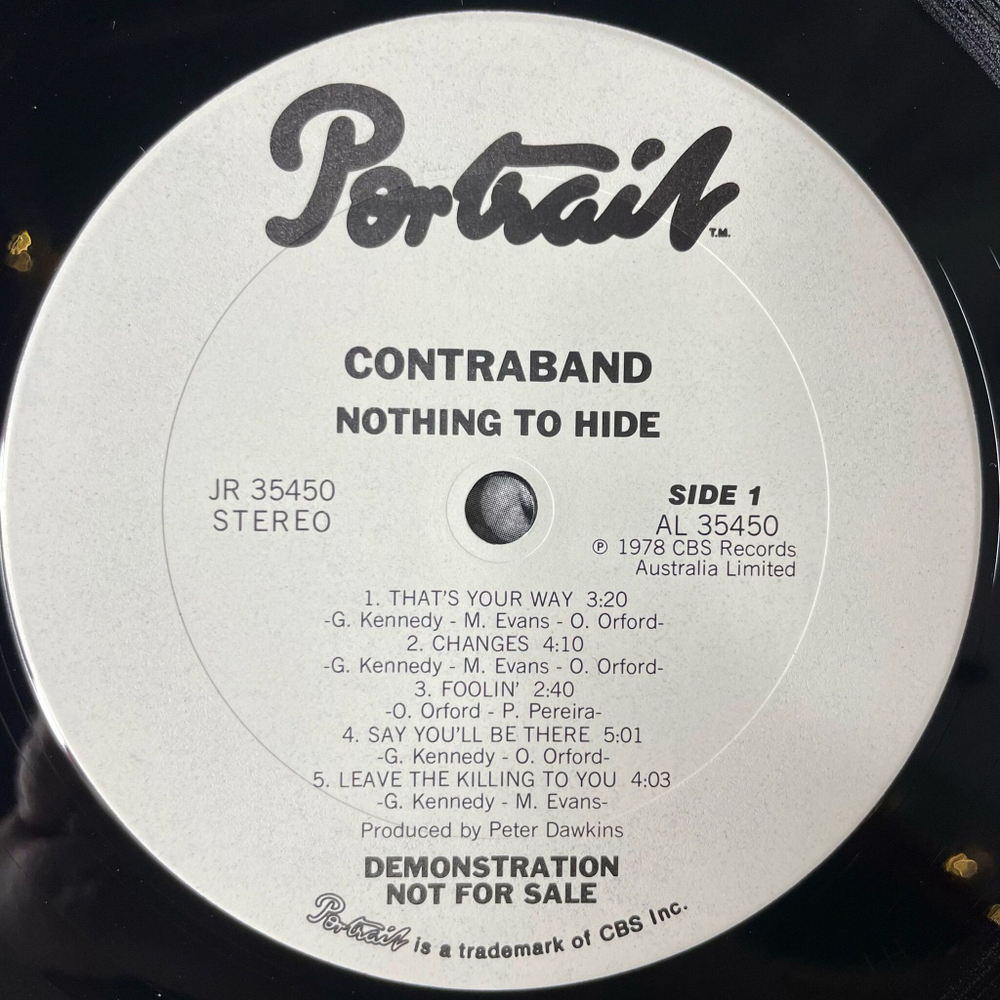 Portrait T.M.
CONTRABAND
NOTHING TO HIDE
JR 35450
STEREO
SIDE 1
AL 35450
℗ 1978 CBS Records
Australia Limited
1. THAT'S YOUR WAY 3:20
-G. Kennedy - M. Evans - O. Orford-
2. CHANGES 4:10
-G. Kennedy - M. Evans - O. Orford-
3. FOOLIN' 2:40
-O. Orford - P. Pereira-
4. SAY YOU'LL BE THERE 5:01
-G. Kennedy - O. Orford-
5. LEAVE THE KILLING TO YOU 4:03
-G. Kennedy - M. Evans-
Produced by Peter Dawkins
DEMONSTRATION
NOT FOR SALE
Portrait is a trademark of CBS Inc.